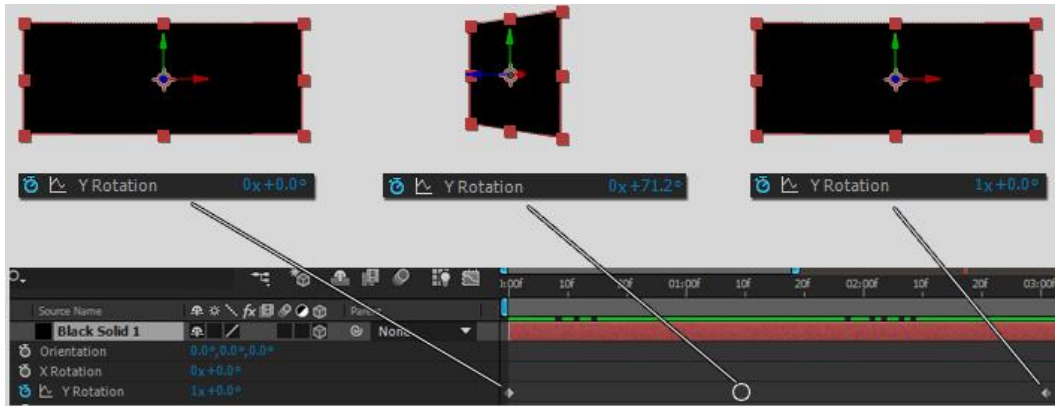 Y Rotation 0x+0.0°
Y Rotation 0x+71.2°
Y Rotation 1x+0.0°
10f 20f 01:00f 10f 20f 02:00f 10f 20f 03:00f
Source Name
Black Solid 1 None
Orientation 0.0°,0.0°,0.0°
X Rotation 0x+0.0°
Y Rotation 1x+0.0°